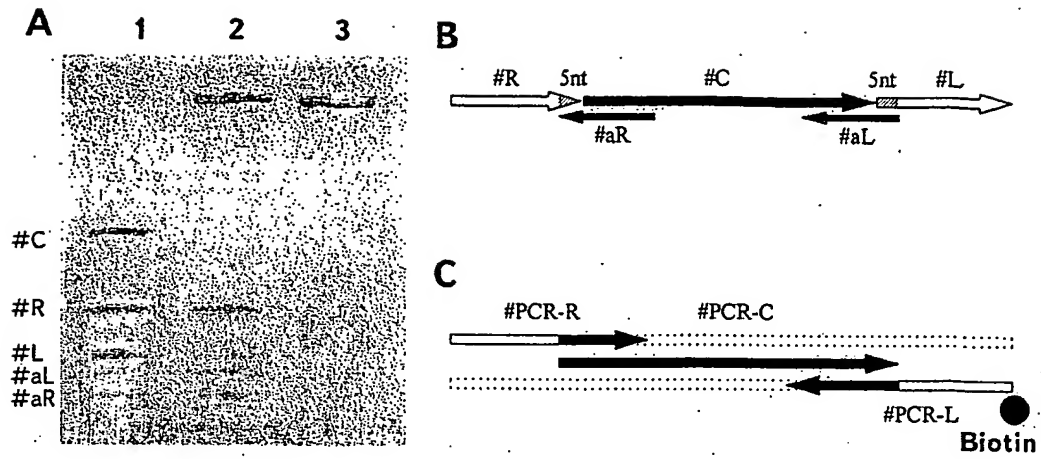 A
1 2 3
#C
#R
#L
#aL
#aR
B
#R 5nt #C 5nt #L
#aR #aL
C
#PCR-R #PCR-C
#PCR-L
Biotin